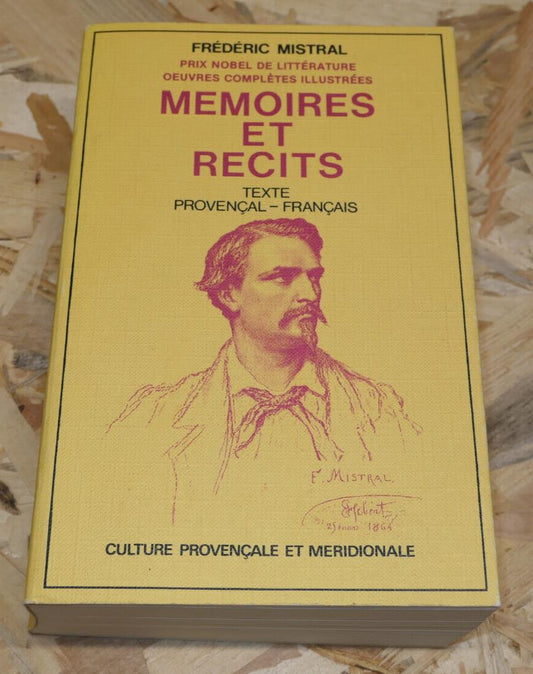 FRÉDÉRIC MISTRAL
PRIX NOBEL DE LITTÉRATURE
OEUVRES COMPLÈTES ILLUSTRÉES
MEMOIRES
ET
RECITS
TEXTE
PROVENÇAL – FRANÇAIS
F. MISTRAL
1864
CULTURE PROVENÇALE ET MERIDIONALE